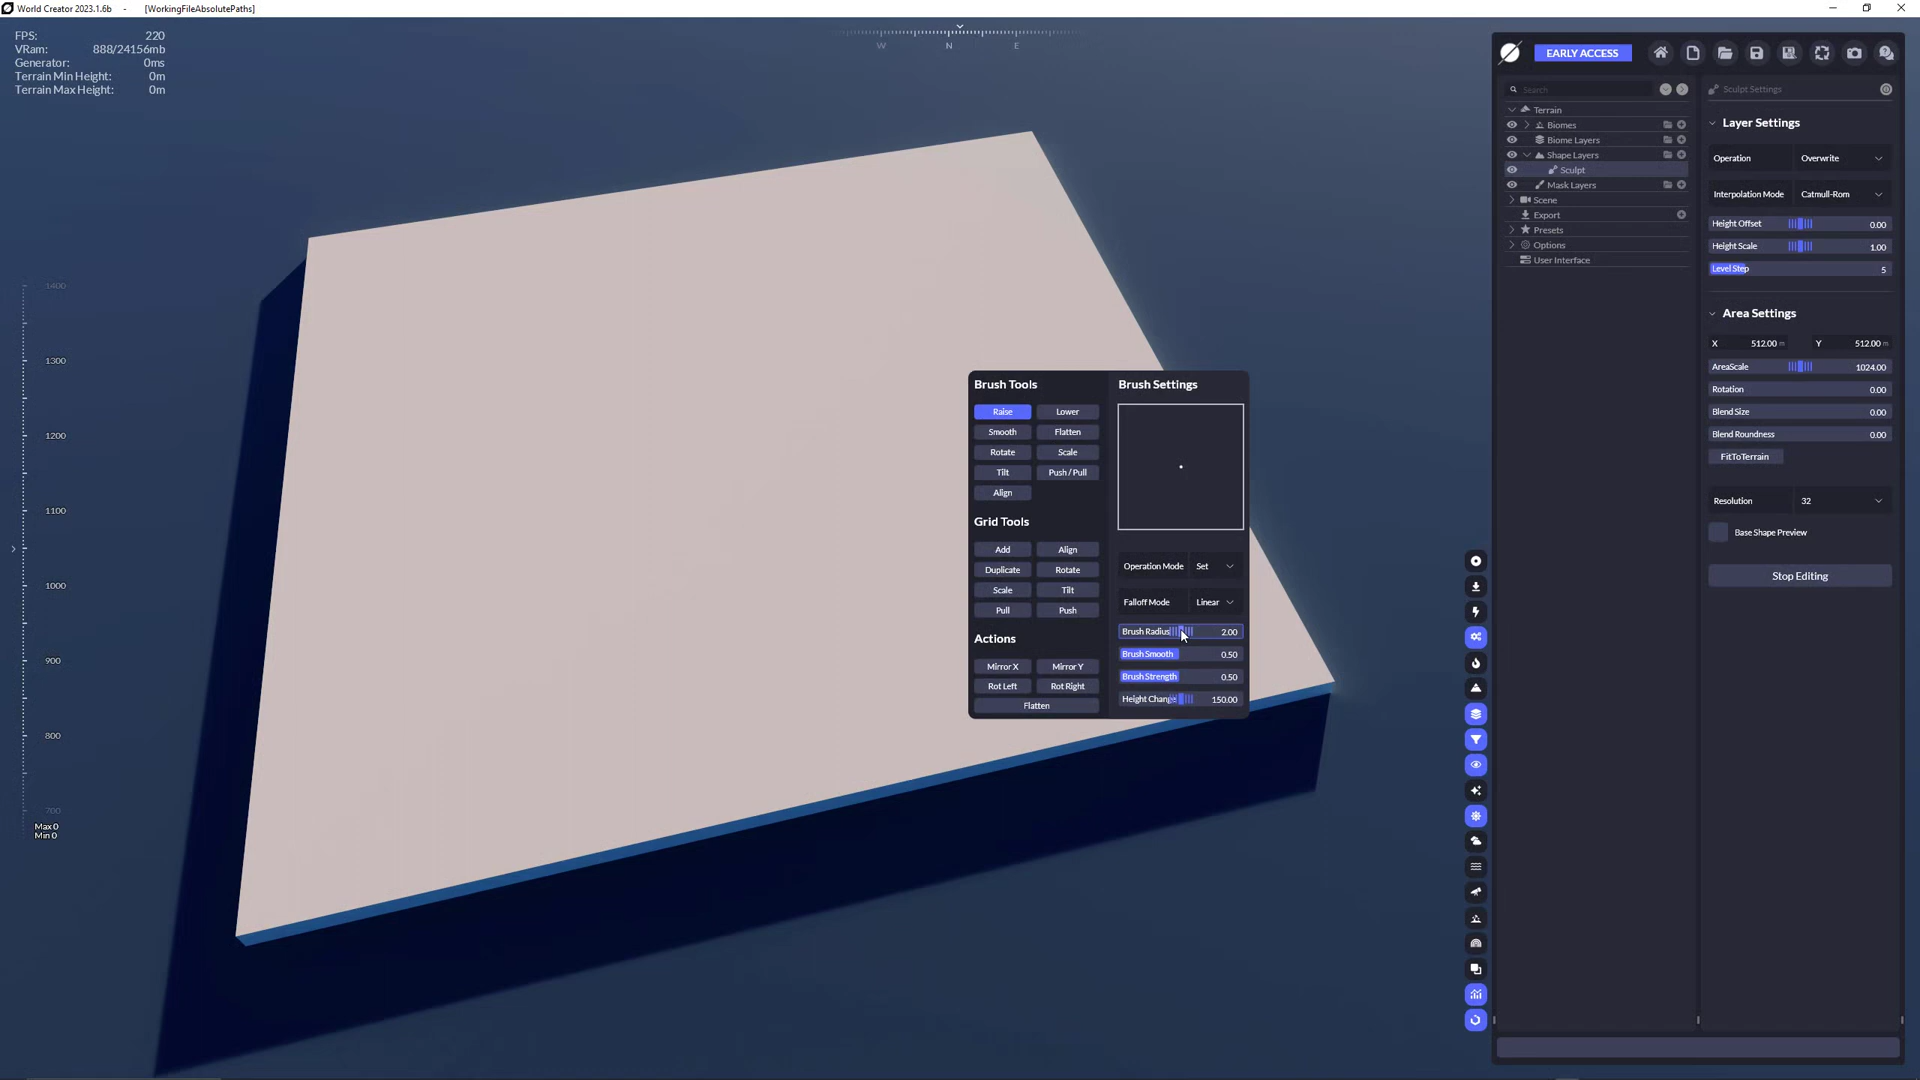 World Creator 2023.1.6b - [WorkingFileAbsolutePaths]
FPS: 220
VRam: 888/24156mb
Generator: 0ms
Terrain Min Height: 0m
Terrain Max Height: 0m
W N E
1400
1300
1200
1100
1000
900
800
700
Max 0
Min 0
Brush Tools
Raise Lower
Smooth Flatten
Rotate Scale
Tilt Push / Pull
Align
Grid Tools
Add Align
Duplicate Rotate
Scale Tilt
Pull Push
Actions
Mirror X Mirror Y
Rot Left Rot Right
Flatten
Brush Settings
Operation Mode Set
Falloff Mode Linear
Brush Radius 2.00
Brush Smooth 0.50
Brush Strength 0.50
Height Change 150.00
EARLY ACCESS
Search
Terrain
Biomes
Biome Layers
Shape Layers
Sculpt
Mask Layers
Scene
Export
Presets
Options
User Interface
Sculpt Settings
Layer Settings
Operation Overwrite
Interpolation Mode Catmull-Rom
Height Offset 0.00
Height Scale 1.00
Level Step 5
Area Settings
X 512.00 m Y 512.00 m
AreaScale 1024.00
Rotation 0.00
Blend Size 0.00
Blend Roundness 0.00
FitToTerrain
Resolution 32
Base Shape Preview
Stop Editing